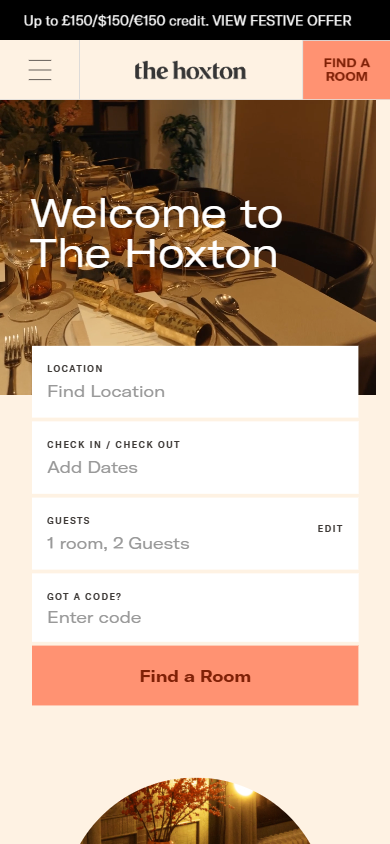 Up to £150/$150/€150 credit. VIEW FESTIVE OFFER
the hoxton
FIND A
ROOM
Welcome to
The Hoxton
LOCATION
Find Location
CHECK IN / CHECK OUT
Add Dates
GUESTS
EDIT
1 room, 2 Guests
GOT A CODE?
Enter code
Find a Room